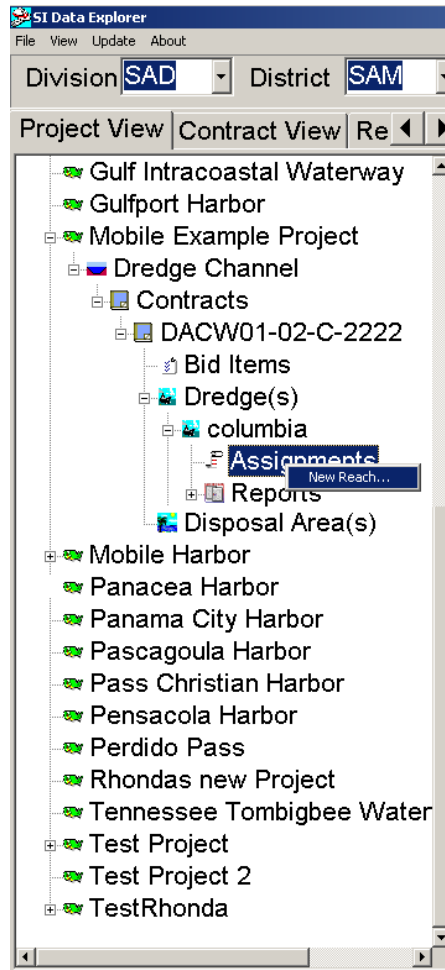 SI Data Explorer
File View Update About
Division SAD District SAM
Project View Contract View Re
Gulf Intracoastal Waterway
Gulfport Harbor
Mobile Example Project
Dredge Channel
Contracts
DACW01-02-C-2222
Bid Items
Dredge(s)
columbia
Assignments
New Reach...
Reports
Disposal Area(s)
Mobile Harbor
Panacea Harbor
Panama City Harbor
Pascagoula Harbor
Pass Christian Harbor
Pensacola Harbor
Perdido Pass
Rhondas new Project
Tennessee Tombigbee Water
Test Project
Test Project 2
TestRhonda